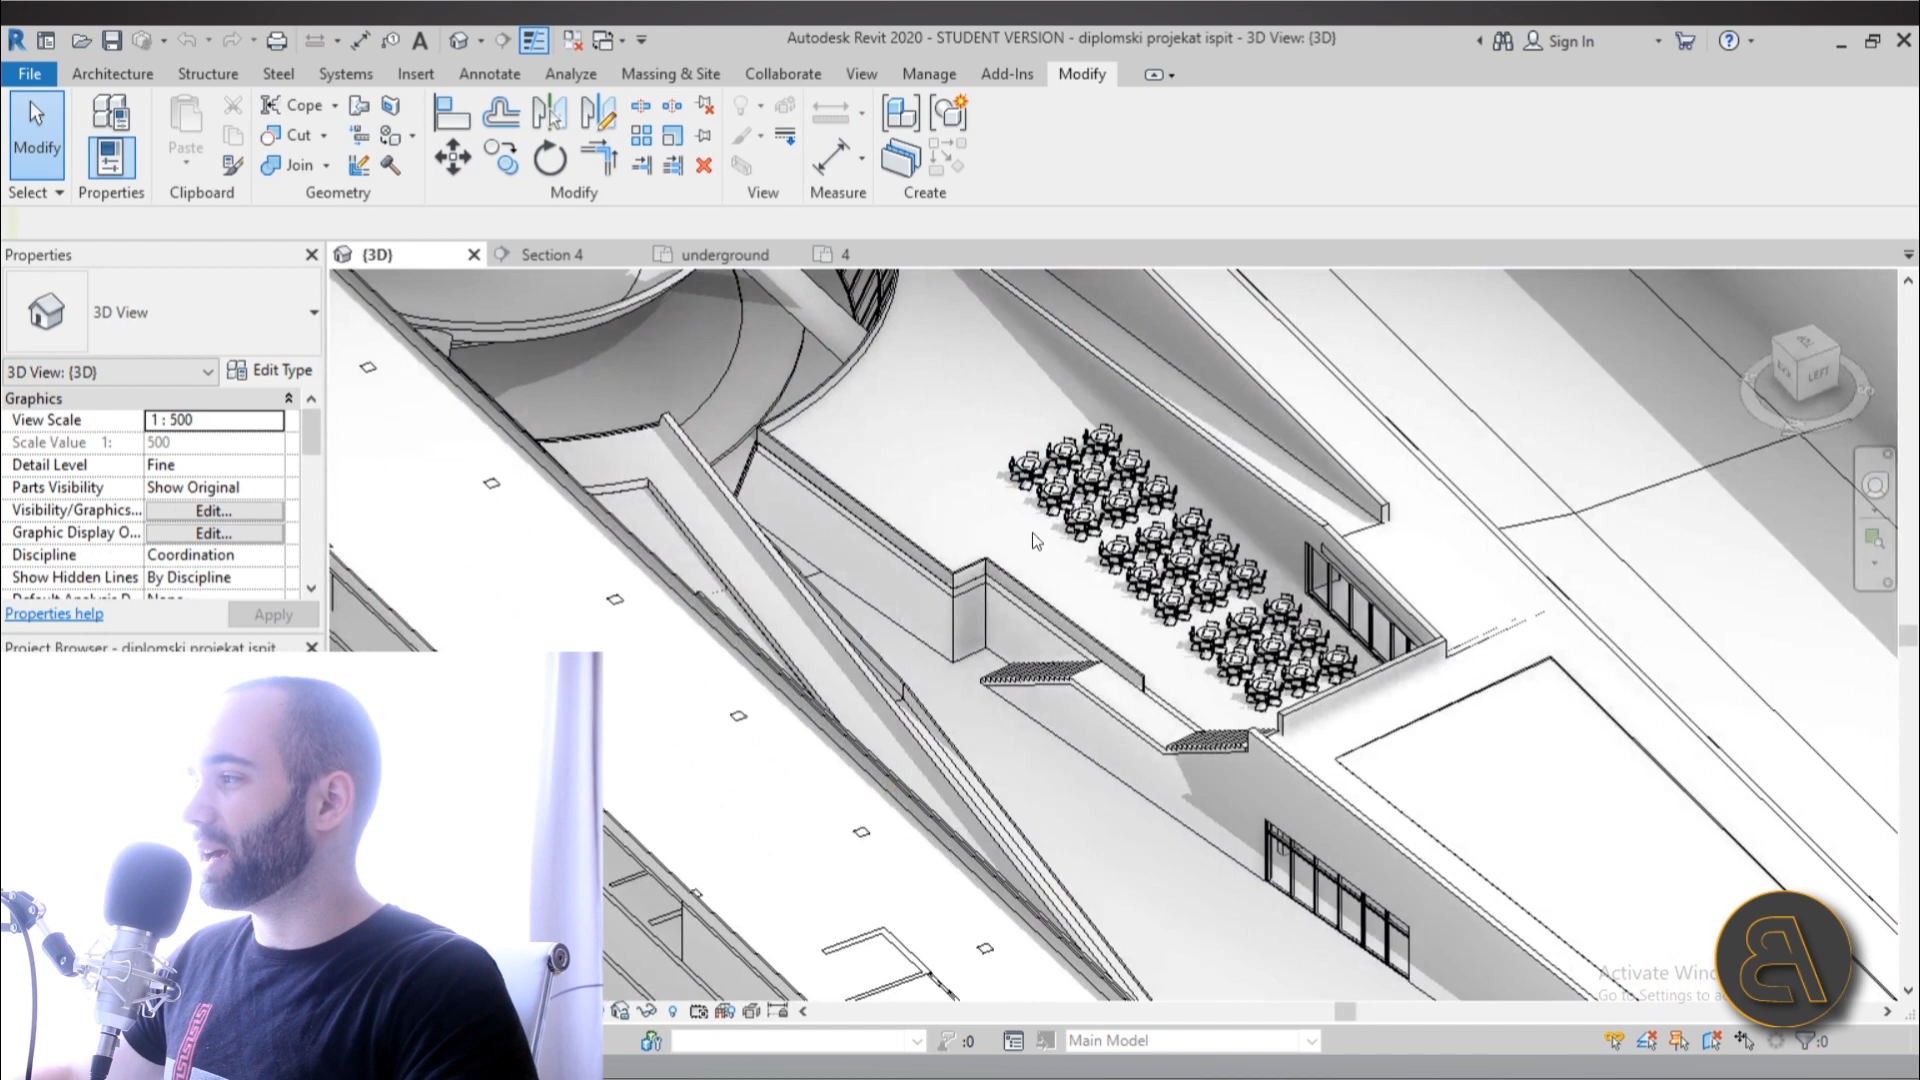 Autodesk Revit 2020 - STUDENT VERSION - diplomski projekat ispit - 3D View: {3D}
Sign In
File Architecture Structure Steel Systems Insert Annotate Analyze Massing & Site Collaborate View Manage Add-Ins Modify
Modify
Cope
Cut
Join
Paste
Select Properties Clipboard Geometry Modify View Measure Create
Properties
{3D} Section 4 underground 4
3D View
3D View: {3D} Edit Type
Graphics
View Scale 1 : 500
Scale Value 1: 500
Detail Level Fine
Parts Visibility Show Original
Visibility/Graphics... Edit...
Graphic Display O... Edit...
Discipline Coordination
Show Hidden Lines By Discipline
Properties help Apply
Project Browser - diplomski projekat ispit
LEFT
Activate Wind
Go to Settings to a
:0 Main Model :0